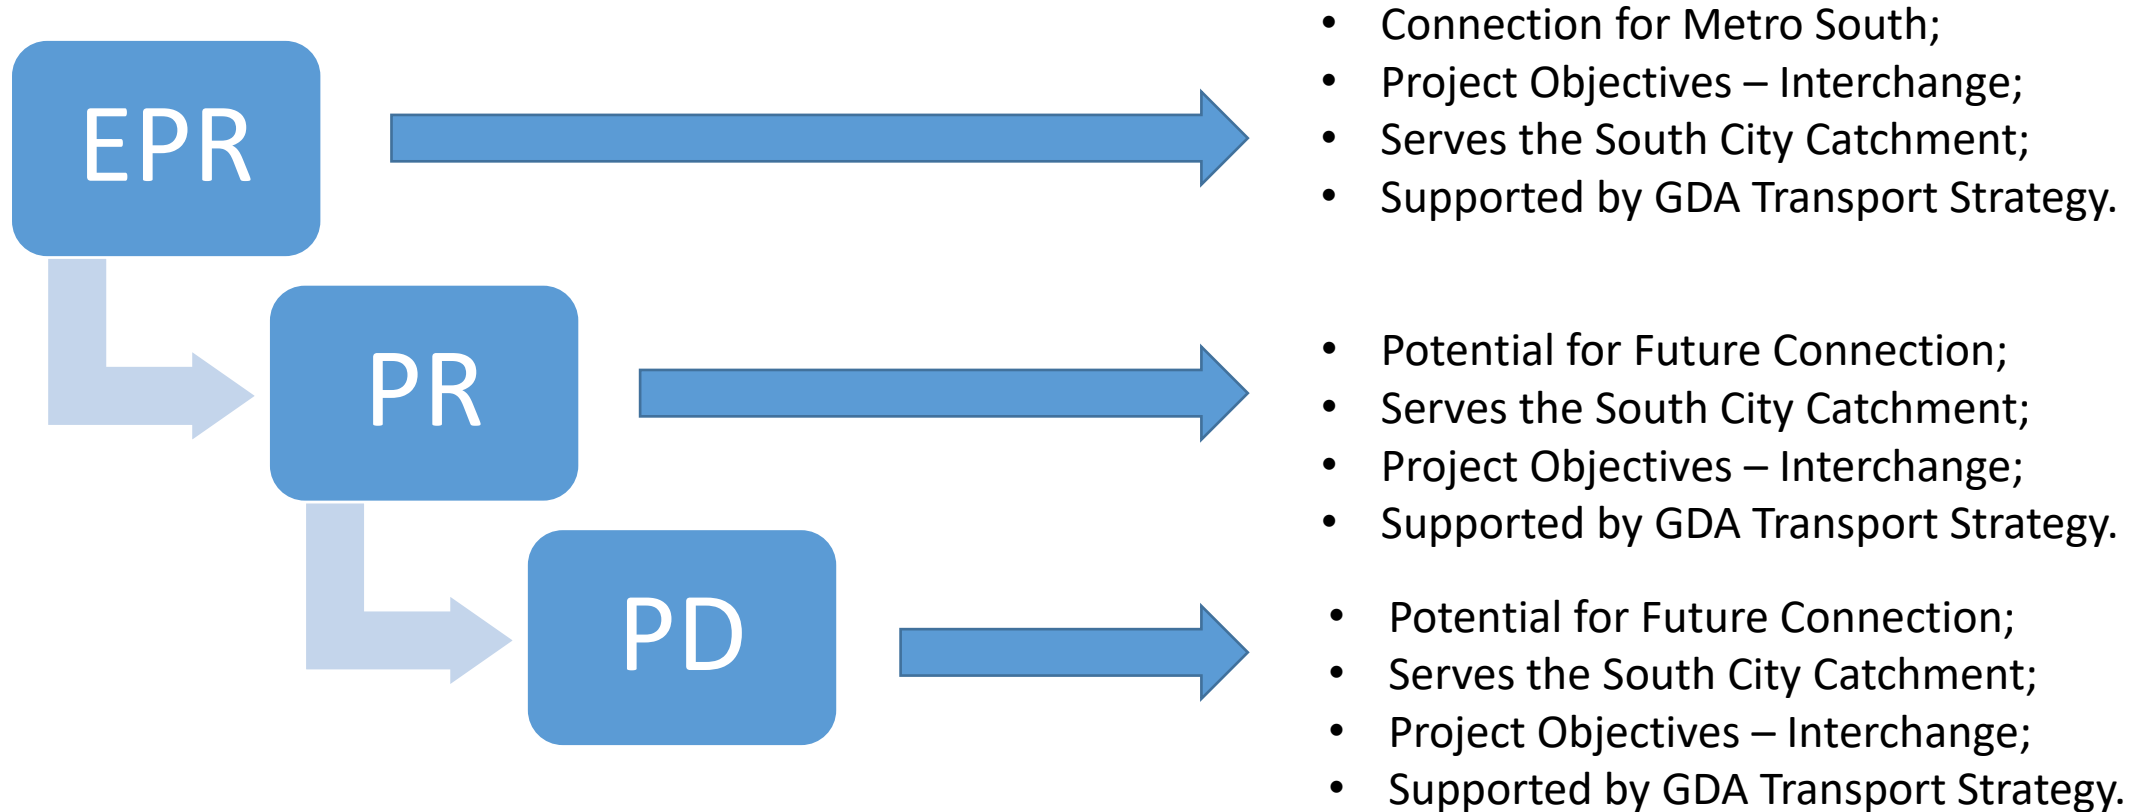 EPR
• Connection for Metro South;
• Project Objectives – Interchange;
• Serves the South City Catchment;
• Supported by GDA Transport Strategy.
PR
• Potential for Future Connection;
• Serves the South City Catchment;
• Project Objectives – Interchange;
• Supported by GDA Transport Strategy.
PD
• Potential for Future Connection;
• Serves the South City Catchment;
• Project Objectives – Interchange;
• Supported by GDA Transport Strategy.